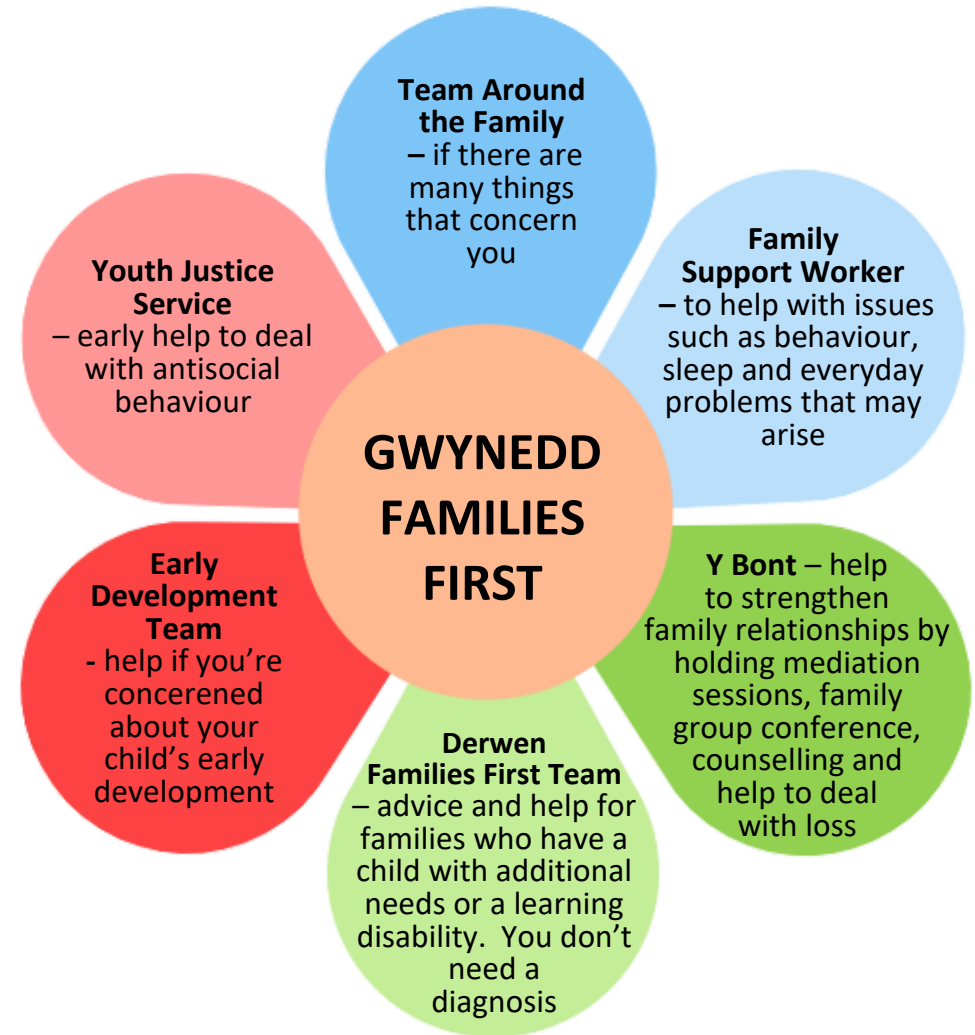 Team Around
the Family
– if there are
many things
that concern
you
Family
Support Worker
– to help with issues
such as behaviour,
sleep and everyday
problems that may
arise
Y Bont – help
to strengthen
family relationships by
holding mediation
sessions, family
group conference,
counselling and
help to deal
with loss
Derwen
Families First Team
– advice and help for
families who have a
child with additional
needs or a learning
disability.  You don’t
need a
diagnosis
Early
Development
Team
- help if you’re
concerened
about your
child’s early
development
Youth Justice
Service
– early help to deal
with antisocial
behaviour
GWYNEDD
FAMILIES
FIRST